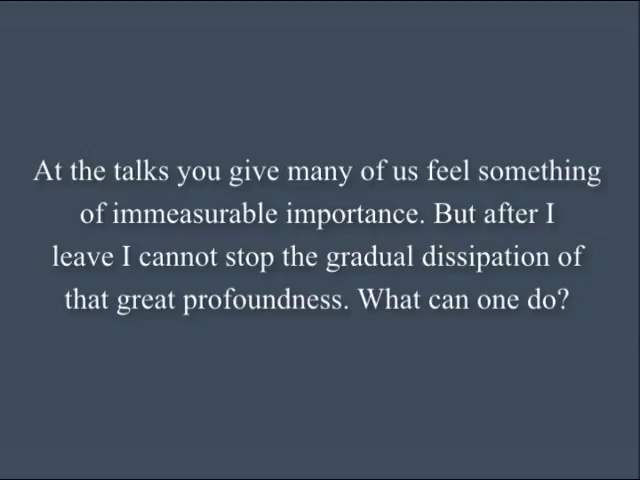 At the talks you give many of us feel something
of immeasurable importance. But after I
leave I cannot stop the gradual dissipation of
that great profoundness. What can one do?